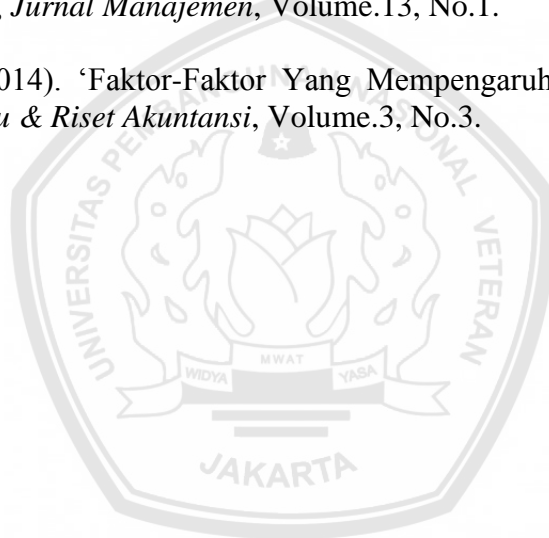 , Jurnal Manajemen, Volume.13, No.1.
014). ‘Faktor-Faktor Yang Mempengaruh
u & Riset Akuntansi, Volume.3, No.3.
UNIVERSITAS PEMBANGUNAN NASIONAL VETERAN
WIDYA MWAT YASA
JAKARTA